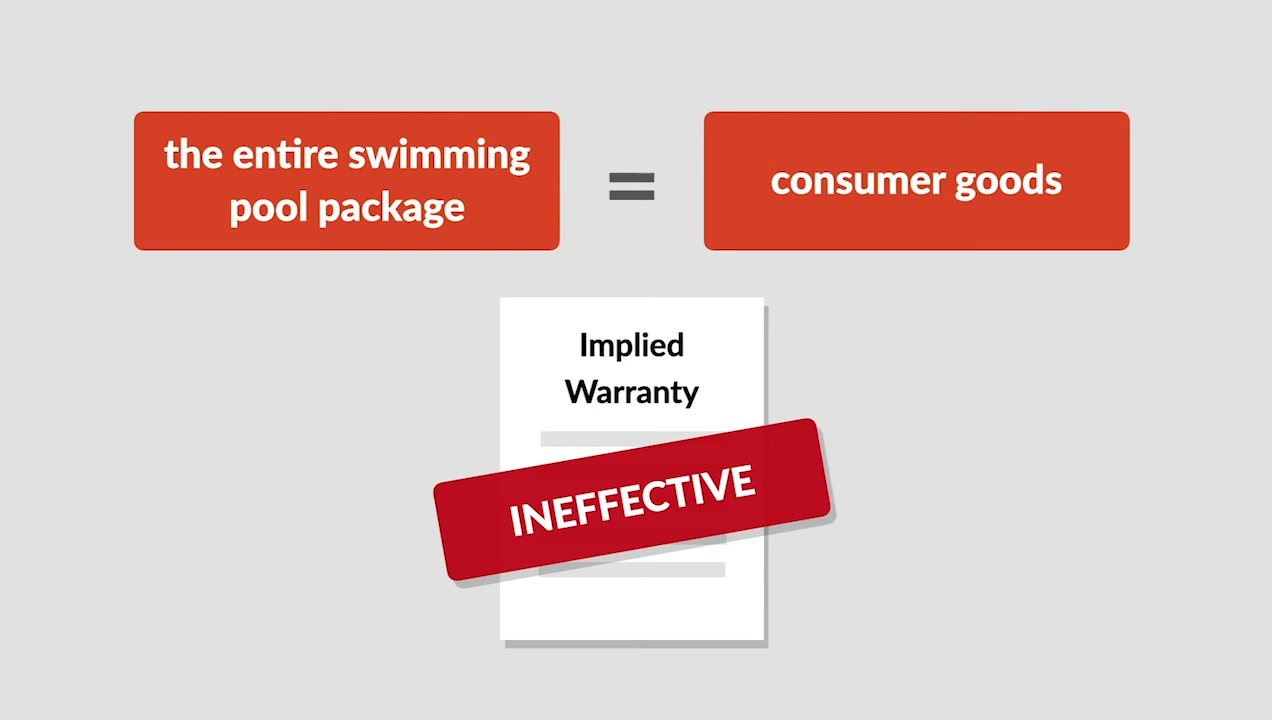 the entire swimming
pool package
=
consumer goods
Implied
Warranty
INEFFECTIVE